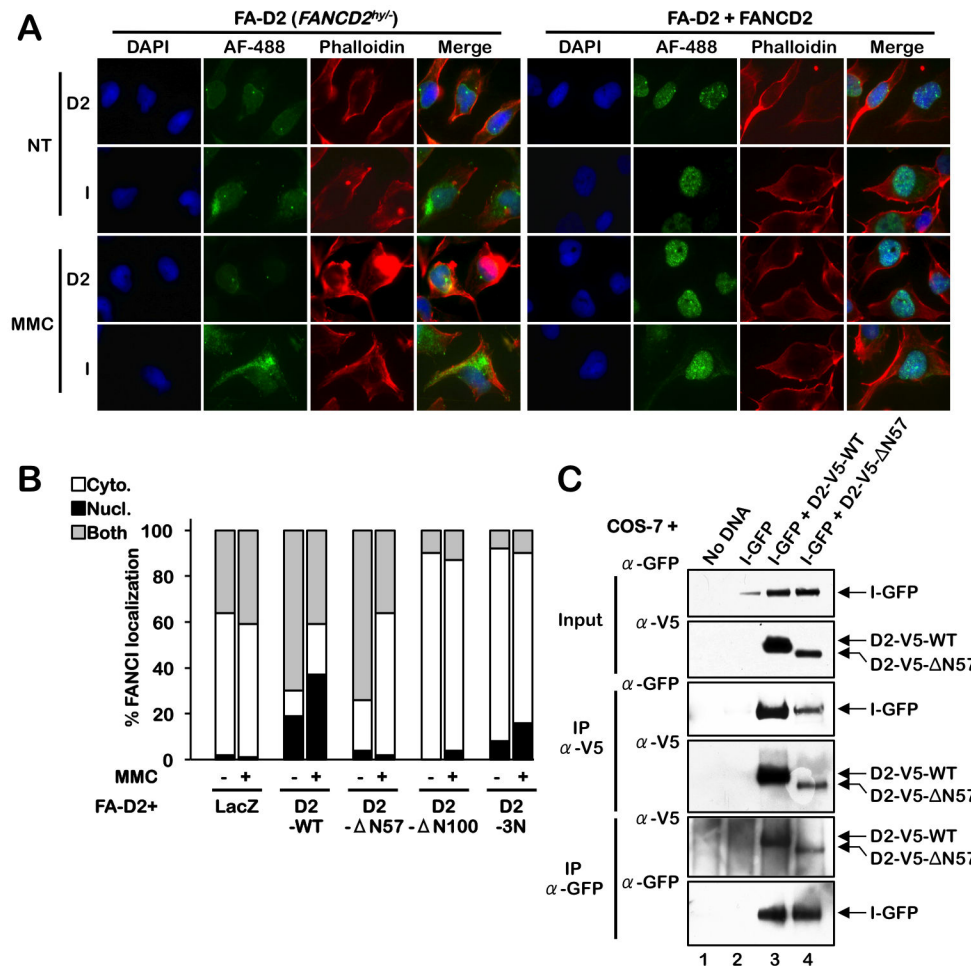 A
FA-D2 (FANCD2hy/-)
FA-D2 + FANCD2
DAPI AF-488 Phalloidin Merge
DAPI AF-488 Phalloidin Merge
NT
D2
I
MMC
D2
I
B
Cyto.
Nucl.
Both
% FANCI localization
100
80
60
40
20
0
MMC - + - + - + - + - +
FA-D2+
LacZ
D2 -WT
D2 -ΔN57
D2 -ΔN100
D2 -3N
C
COS-7 +
No DNA
I-GFP
I-GFP + D2-V5-WT
I-GFP + D2-V5-ΔN57
Input
α-GFP
I-GFP
α-V5
D2-V5-WT
D2-V5-ΔN57
IP α-V5
α-GFP
I-GFP
α-V5
D2-V5-WT
D2-V5-ΔN57
IP α-GFP
α-V5
D2-V5-WT
D2-V5-ΔN57
α-GFP
I-GFP
1 2 3 4